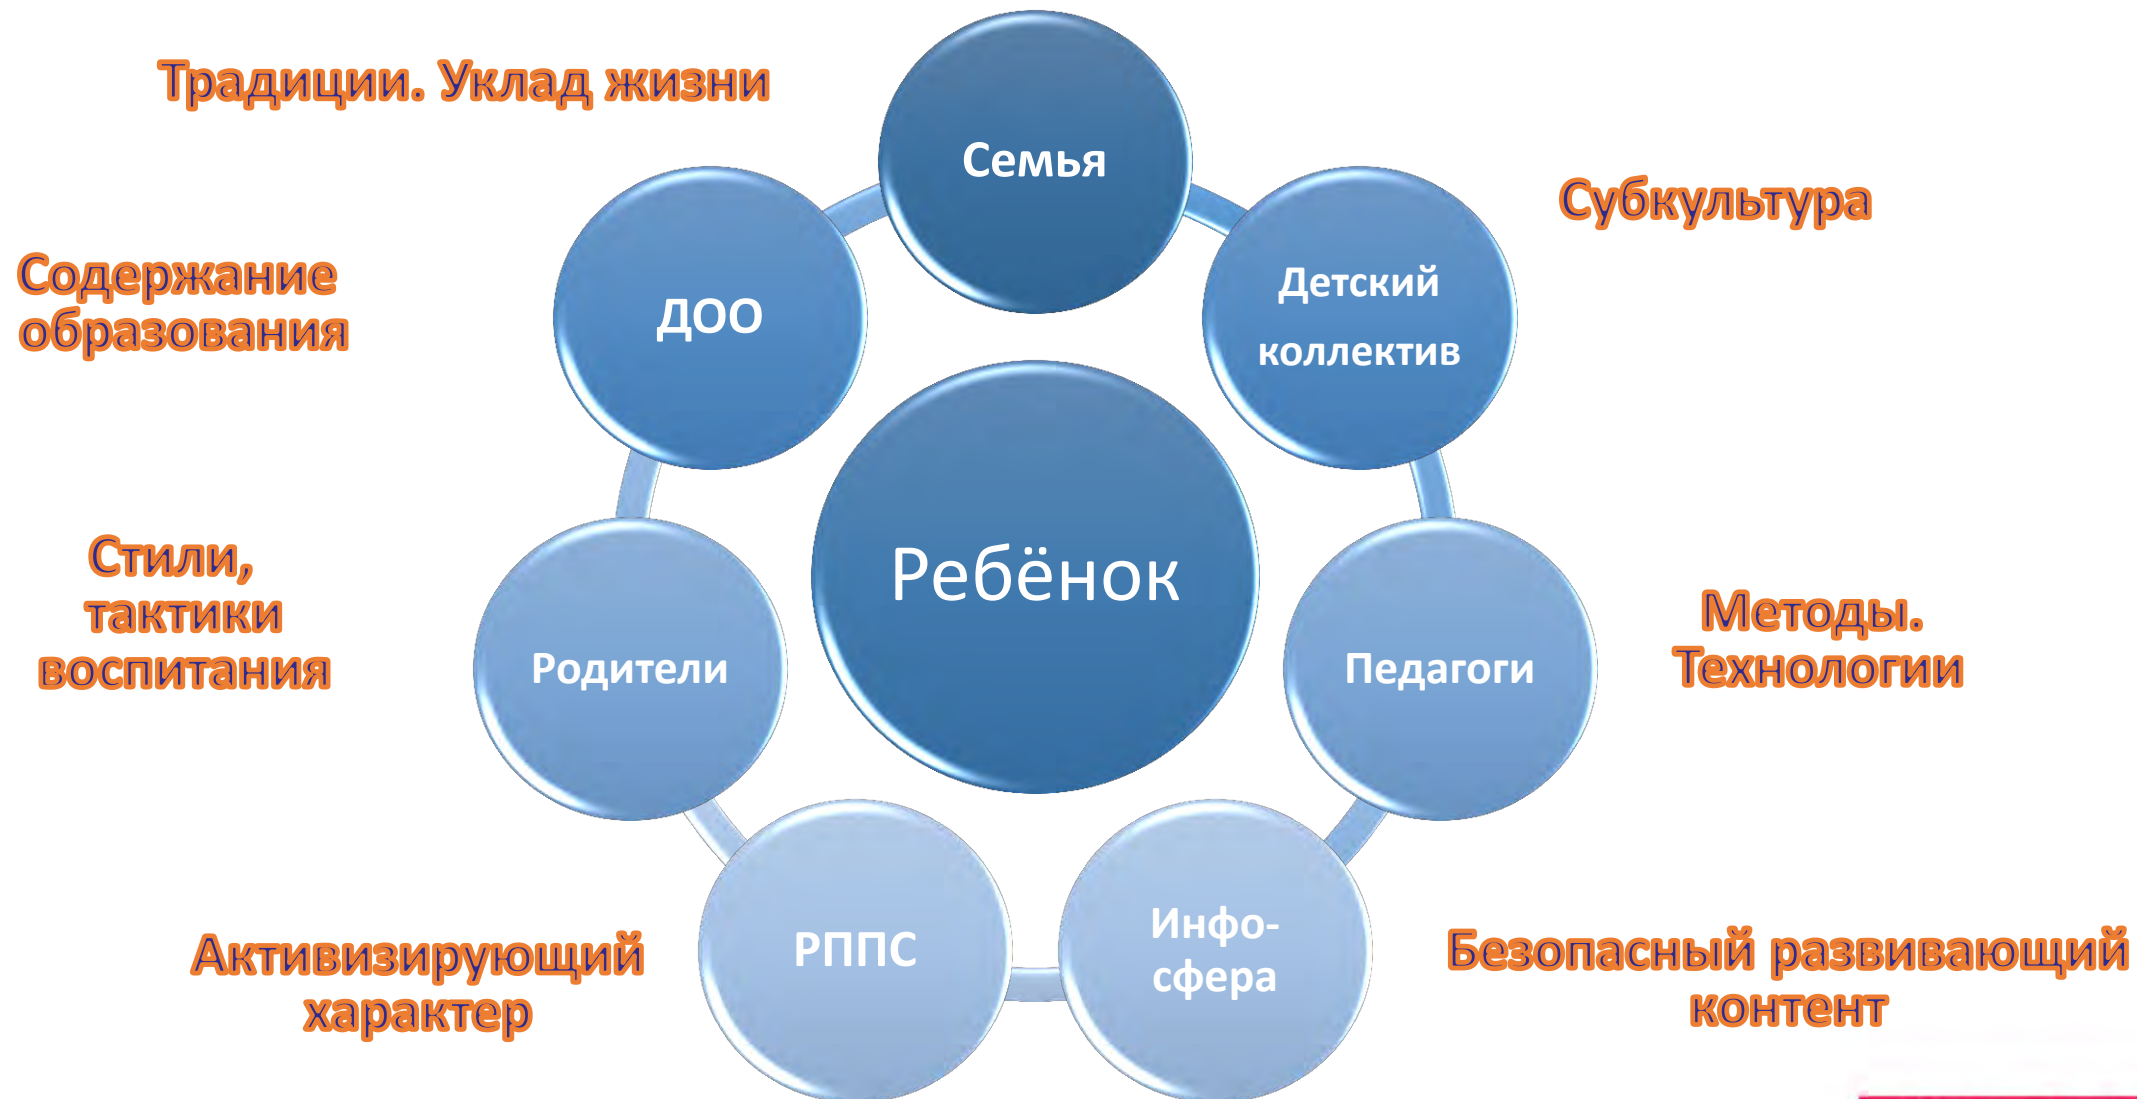 Традиции. Уклад жизни
Семья
Субкультура
Детский
коллектив
ДОО
Содержание
образования
Ребёнок
Стили,
тактики
воспитания
Родители
Педагоги
Методы.
Технологии
РППС
Активизирующий
характер
Инфо-
сфера
Безопасный развивающий
контент